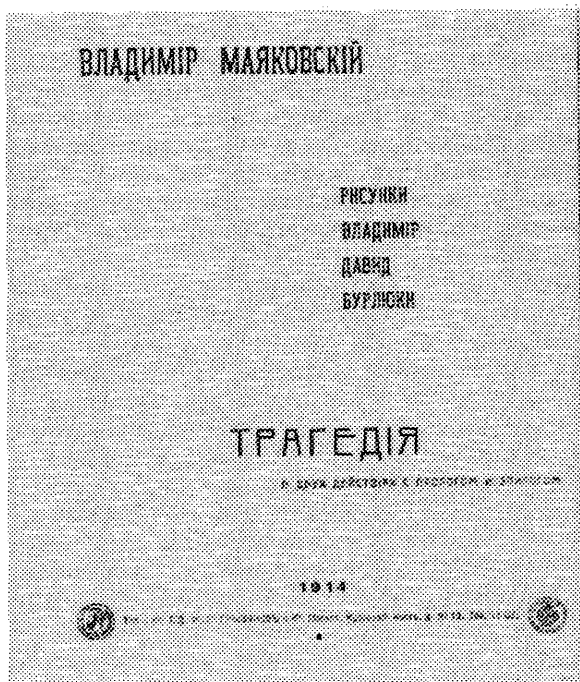 ВЛАДИМІР МАЯКОВСКІЙ
РИСУНКИ
ВЛАДИМІР
ДАВИД
БУРЛЮКИ
ТРАГЕДІЯ
В ДВУХ ДЕЙСТВІЯХ С ПРОЛОГОМ И ЭПИЛОГОМ
1914